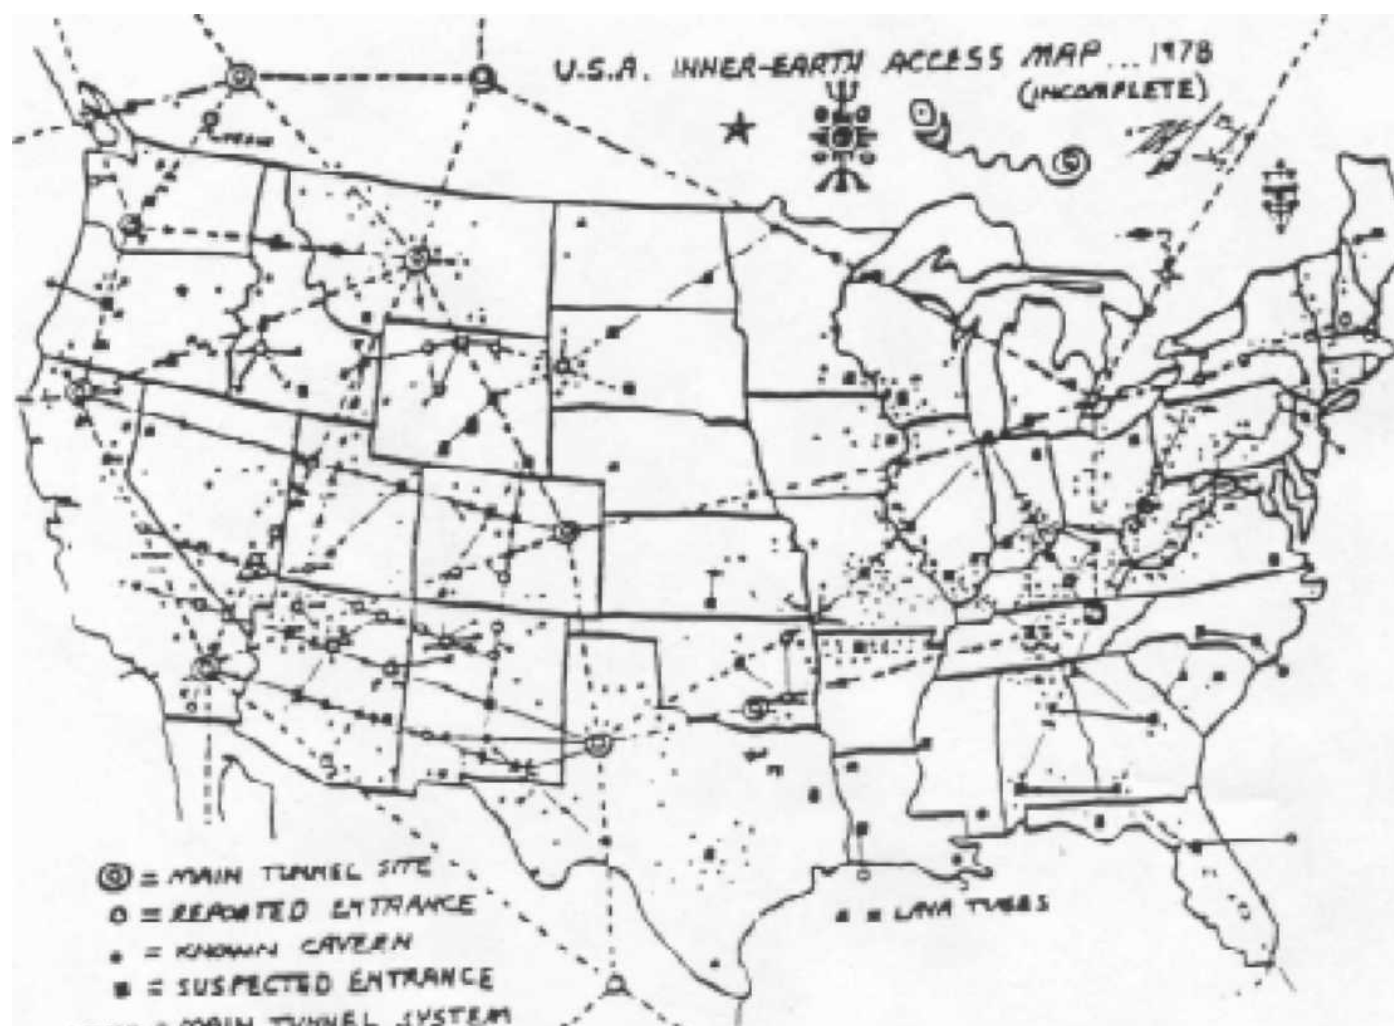 U.S.A. INNER-EARTH ACCESS MAP... 1978
(INCOMPLETE)
= MAIN TUNNEL SITE
= REPORTED ENTRANCE
= KNOWN CAVERN
= SUSPECTED ENTRANCE
= MAIN TUNNEL SYSTEM
= LAVA TUBES